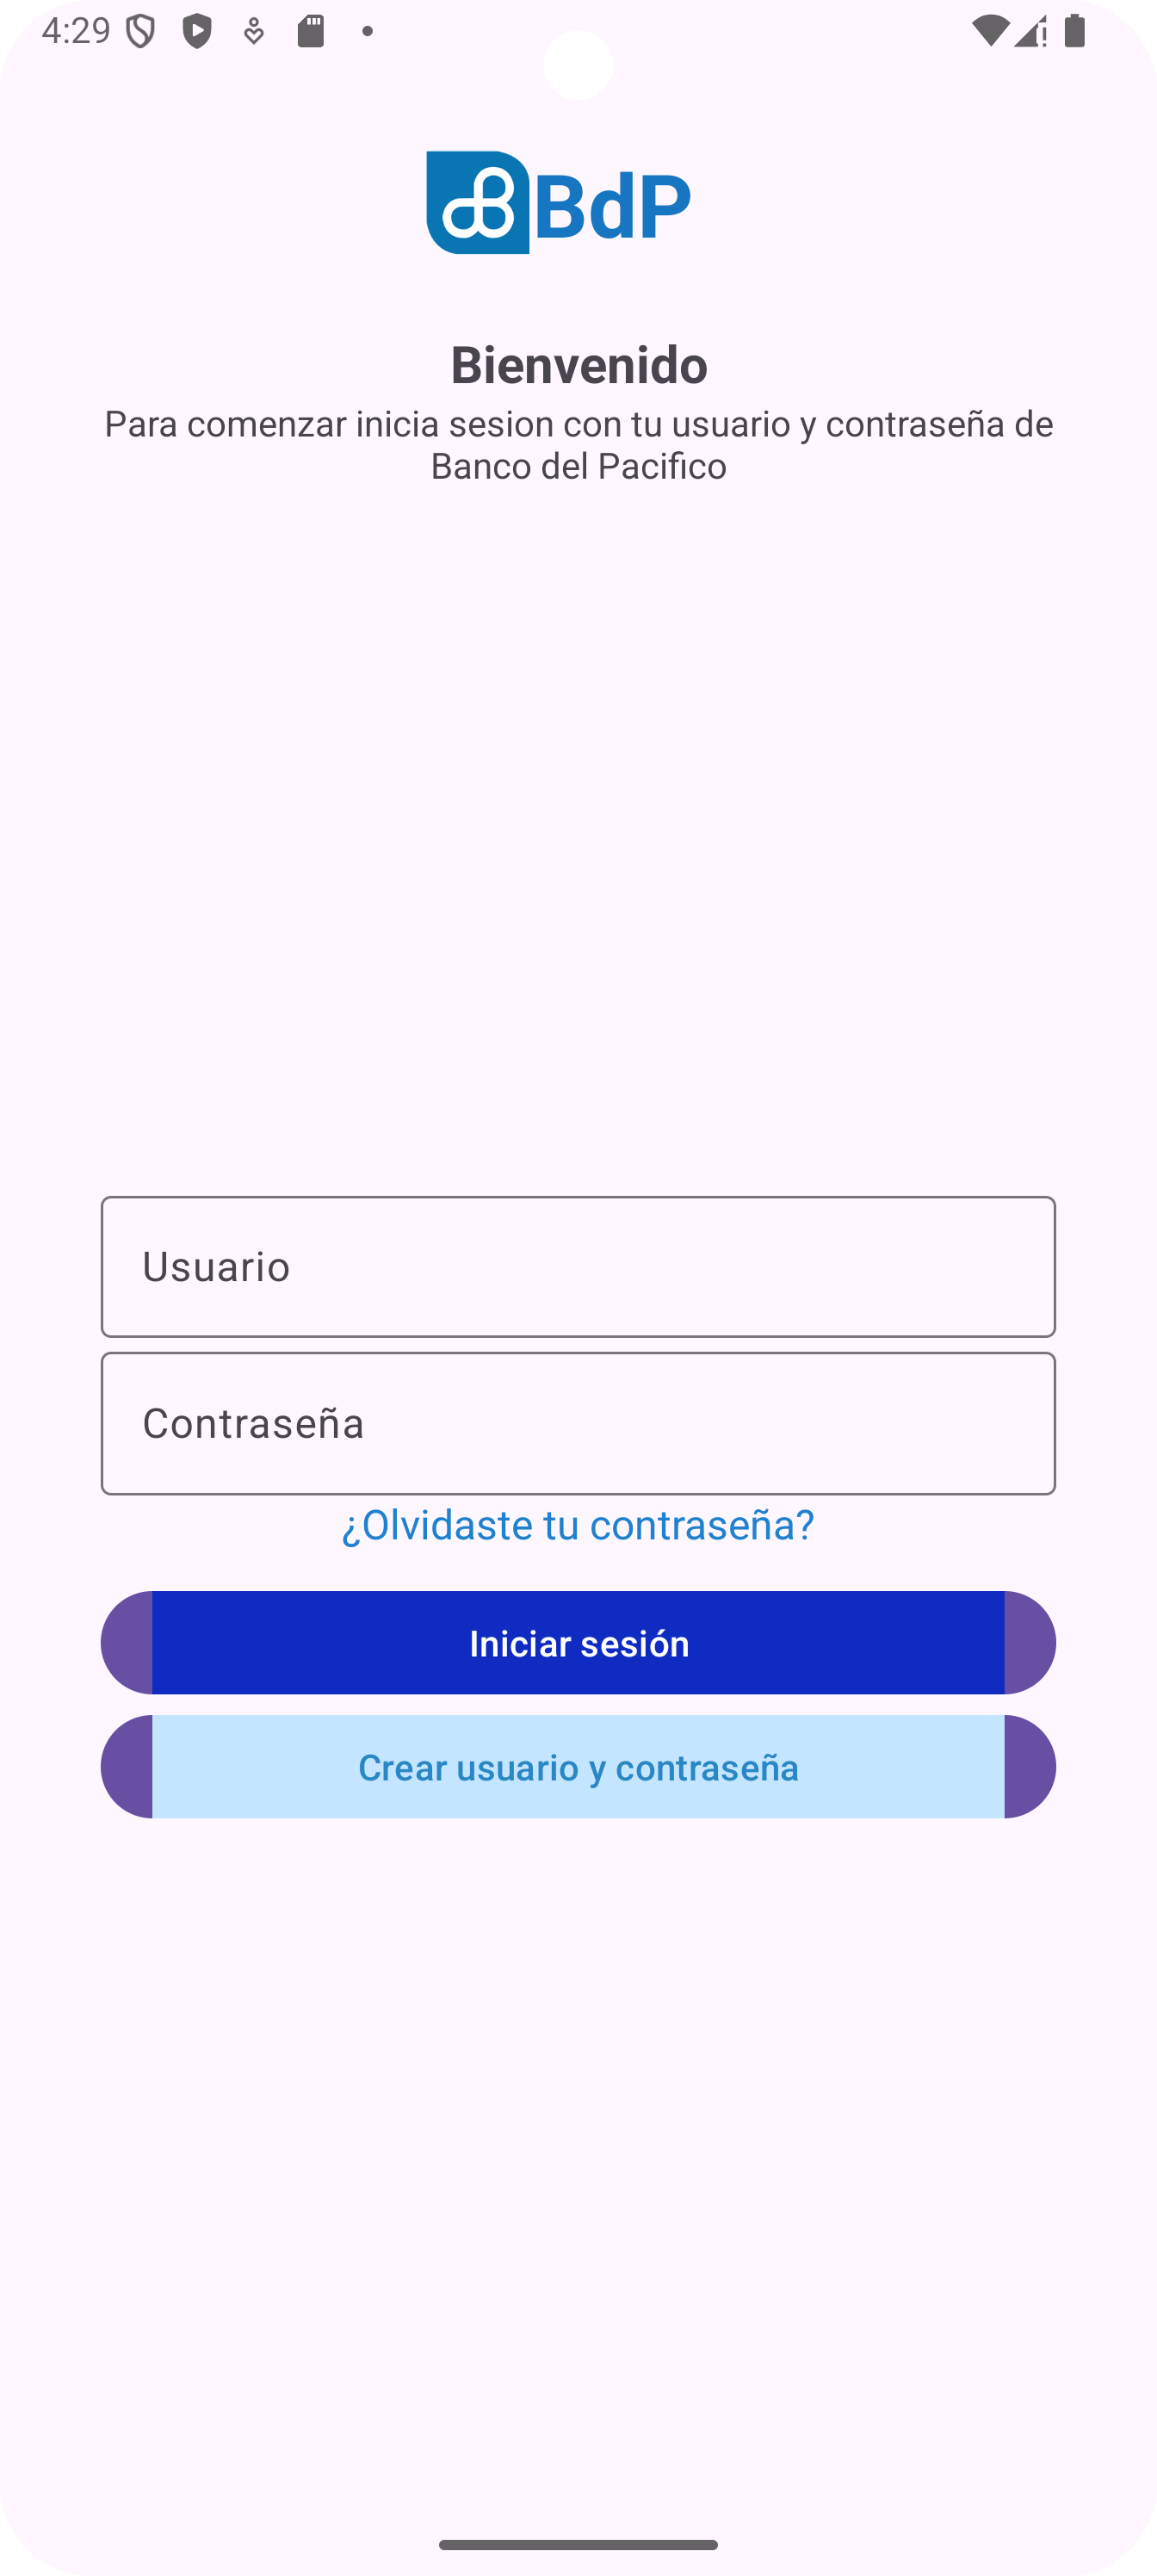 4:29
BdP
Bienvenido
Para comenzar inicia sesion con tu usuario y contraseña de
Banco del Pacifico
Usuario
Contraseña
¿Olvidaste tu contraseña?
Iniciar sesión
Crear usuario y contraseña